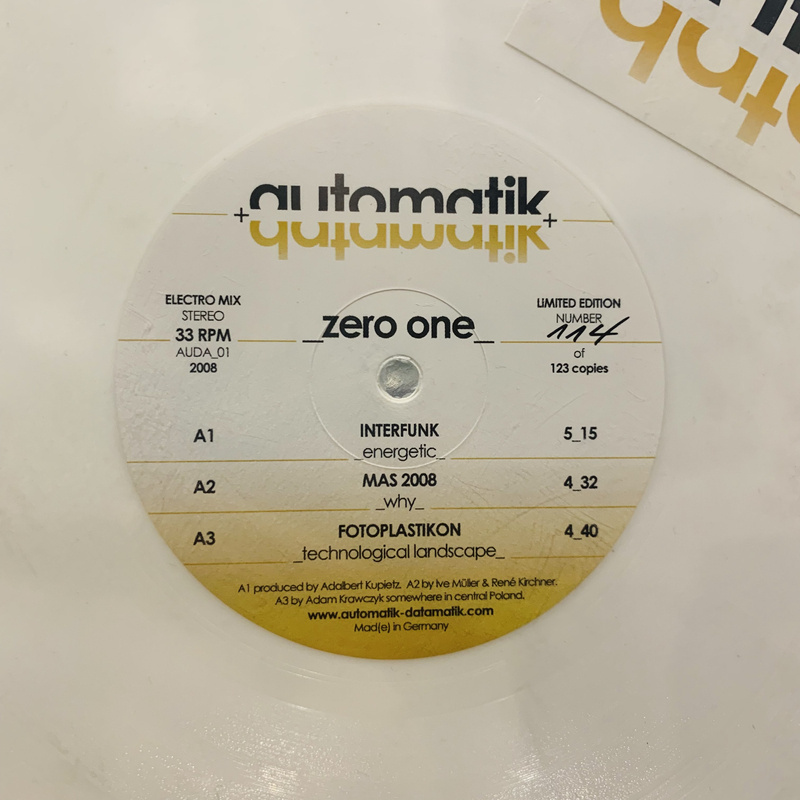 +automatik+
datamatik
ELECTRO MIX
STEREO
33 RPM
AUDA_01
2008
_zero one_
LiMITED EDITION
NUMBER
114
of
123 copies
A1 INTERFUNK 5_15
_energetic_
A2 MAS 2008 4_32
_why_
A3 FOTOPLASTIKON 4_40
_technological landscape_
A1 produced by Adalbert Kupietz. A2 by Ive Müller & René Kirchner.
A3 by Adam Krawczyk somewhere in central Poland.
www.automatik-datamatik.com
Mad(e) in Germany